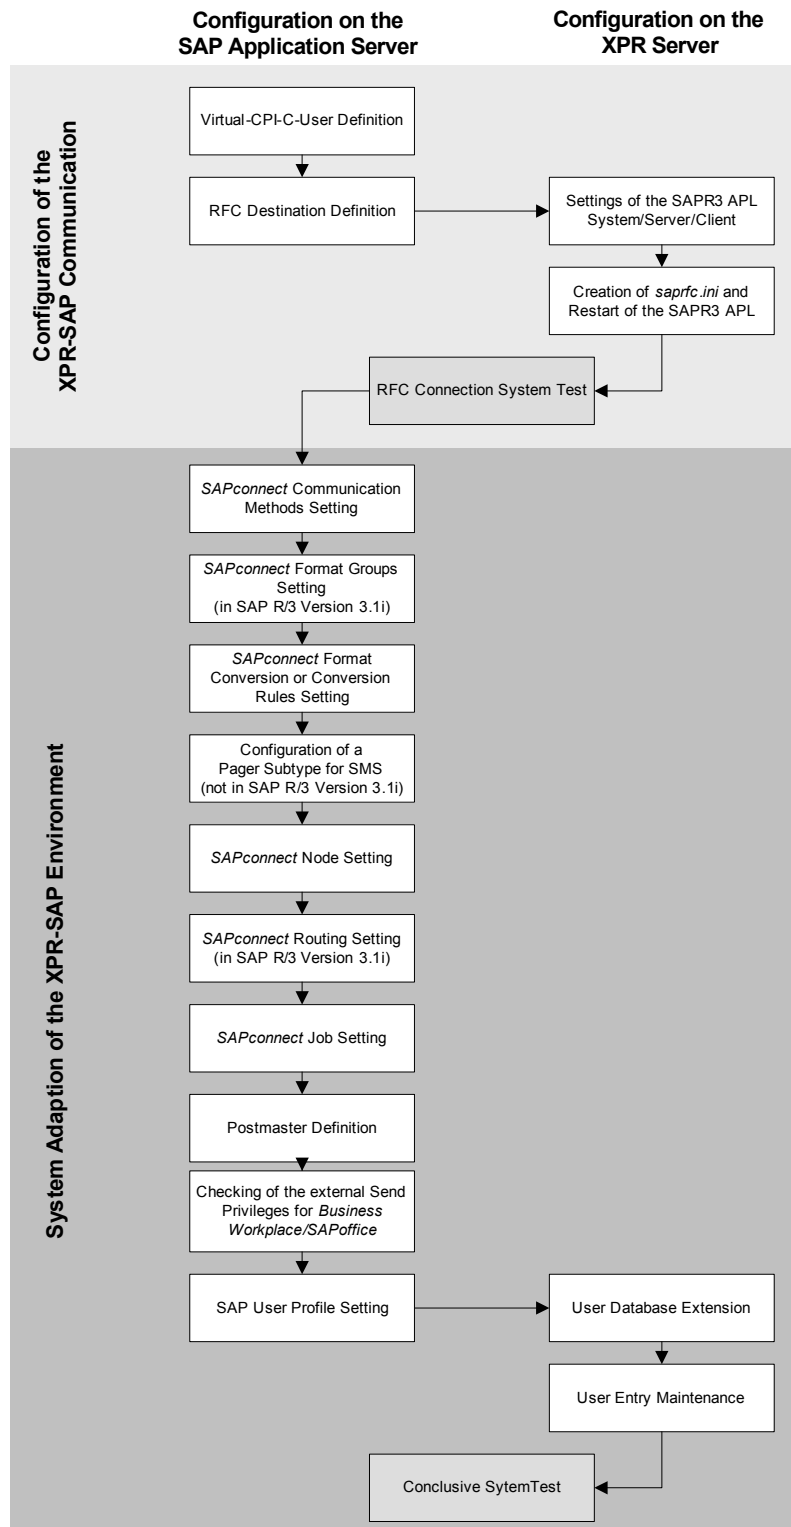 Configuration on the
SAP Application Server
Configuration on the
XPR Server
Configuration of the
XPR-SAP Communication
Virtual-CPI-C-User Definition
RFC Destination Definition
Settings of the SAPR3 APL
System/Server/Client
Creation of saprfc.ini and
Restart of the SAPR3 APL
RFC Connection System Test
System Adaption of the XPR-SAP Environment
SAPconnect Communication
Methods Setting
SAPconnect Format Groups
Setting
(in SAP R/3 Version 3.1i)
SAPconnect Format
Conversion or Conversion
Rules Setting
Configuration of a
Pager Subtype for SMS
(not in SAP R/3 Version 3.1i)
SAPconnect Node Setting
SAPconnect Routing Setting
(in SAP R/3 Version 3.1i)
SAPconnect Job Setting
Postmaster Definition
Checking of the external Send
Privileges for Business
Workplace/SAPoffice
SAP User Profile Setting
User Database Extension
User Entry Maintenance
Conclusive SytemTest